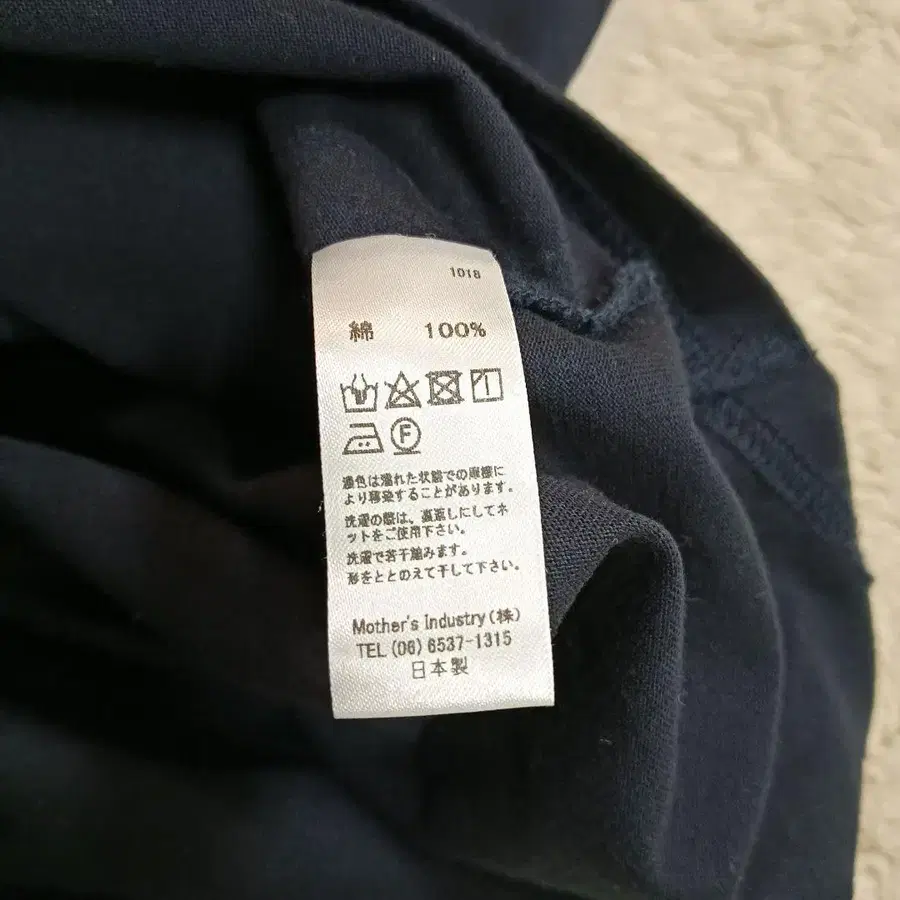 1018
綿 100%
F
濃色は濡れた状態での摩擦に
より移染することがあります。
洗濯の際は、裏返しにしてネ
ットをご使用下さい。
洗濯で若干縮みます。
形をととのえて干して下さい。
Mother's Industry(株)
TEL (06) 6537-1315
日本製